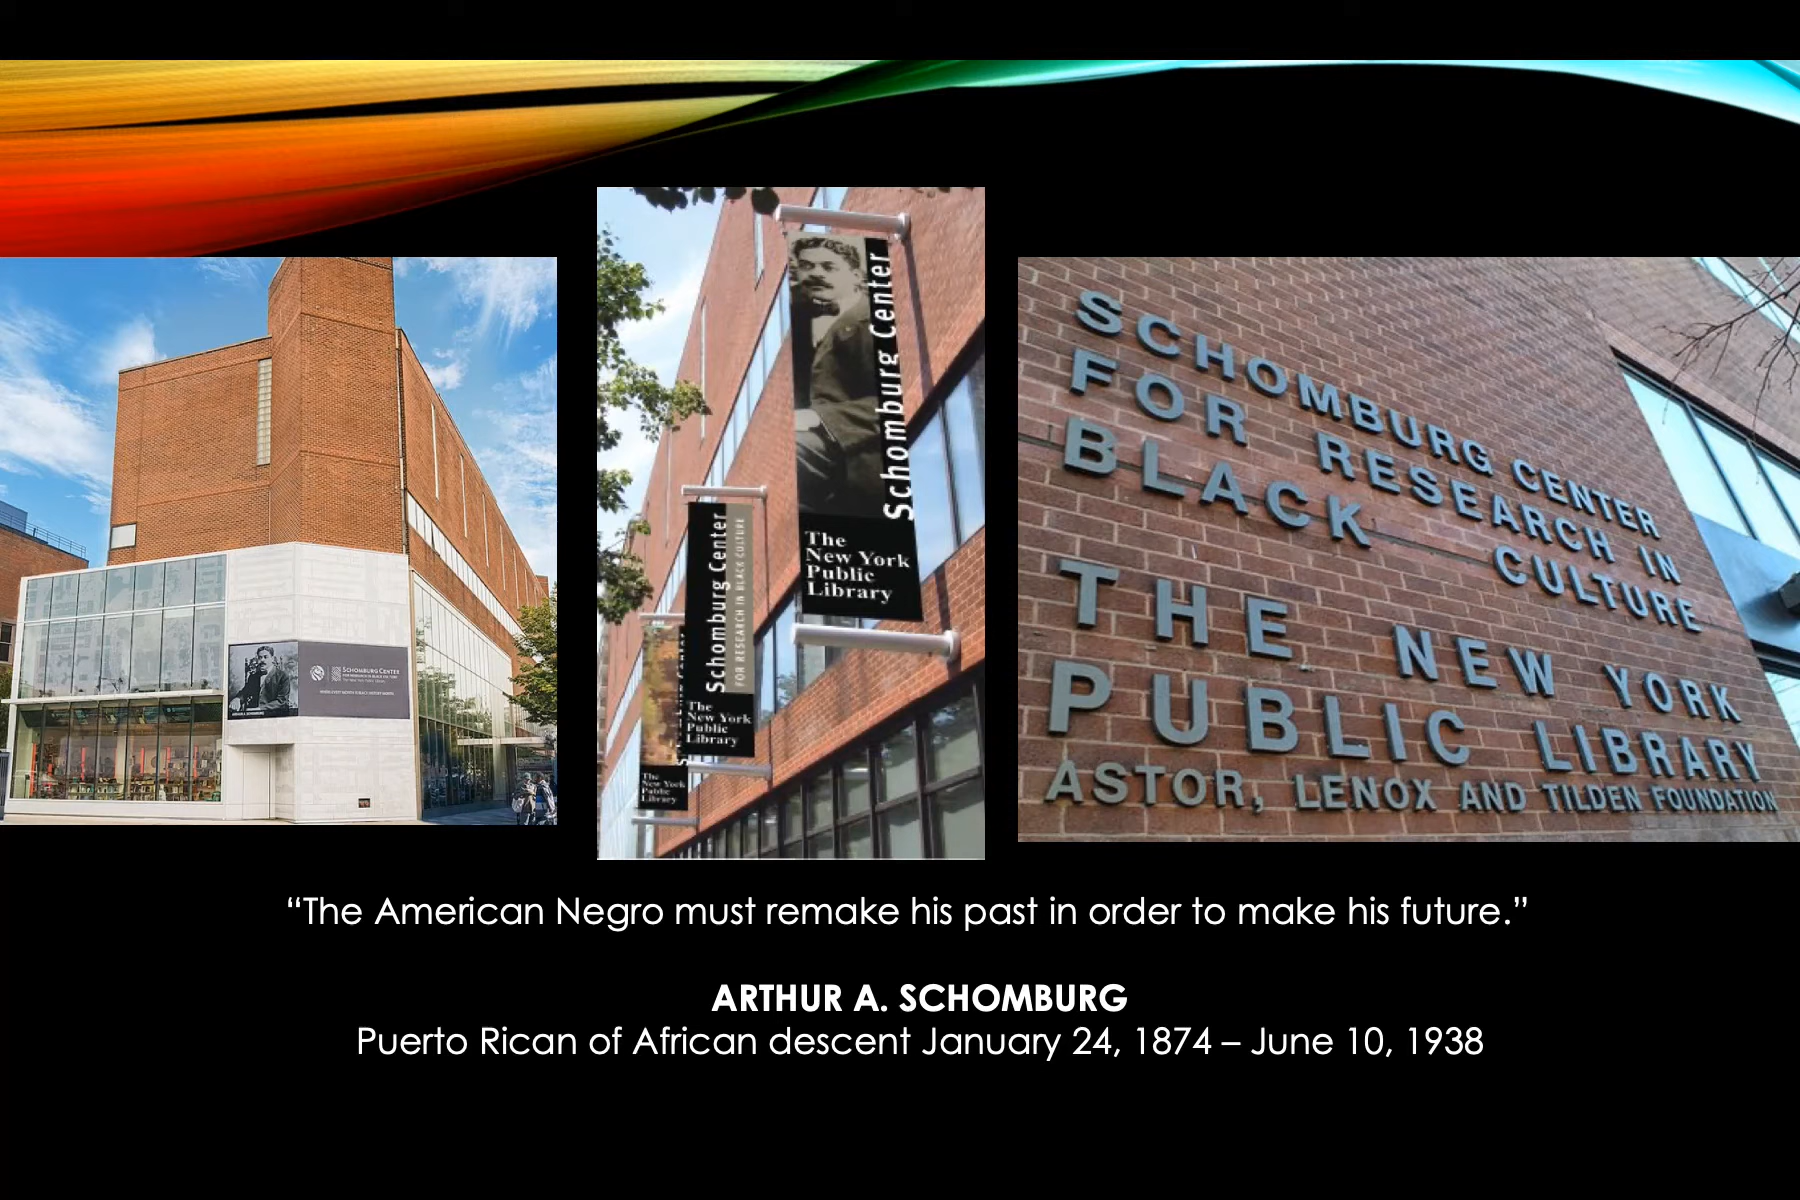 SCHOMBURG CENTER
Schomburg Center
The
New York
Public
Library
Schomburg Center
FOR RESEARCH IN BLACK CULTURE
The
New York
Public
Library
The
New York
Public
Library
SCHOMBURG CENTER
FOR RESEARCH IN
BLACK CULTURE
THE NEW YORK
PUBLIC LIBRARY
ASTOR, LENOX AND TILDEN FOUNDATION
“The American Negro must remake his past in order to make his future.”
ARTHUR A. SCHOMBURG
Puerto Rican of African descent January 24, 1874 – June 10, 1938